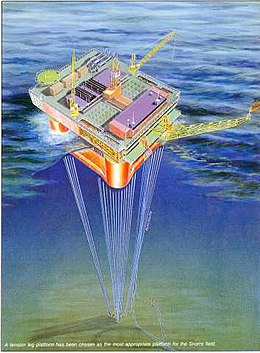 A tension leg platform has been chosen as the most appropriate platform for the Snorre field.